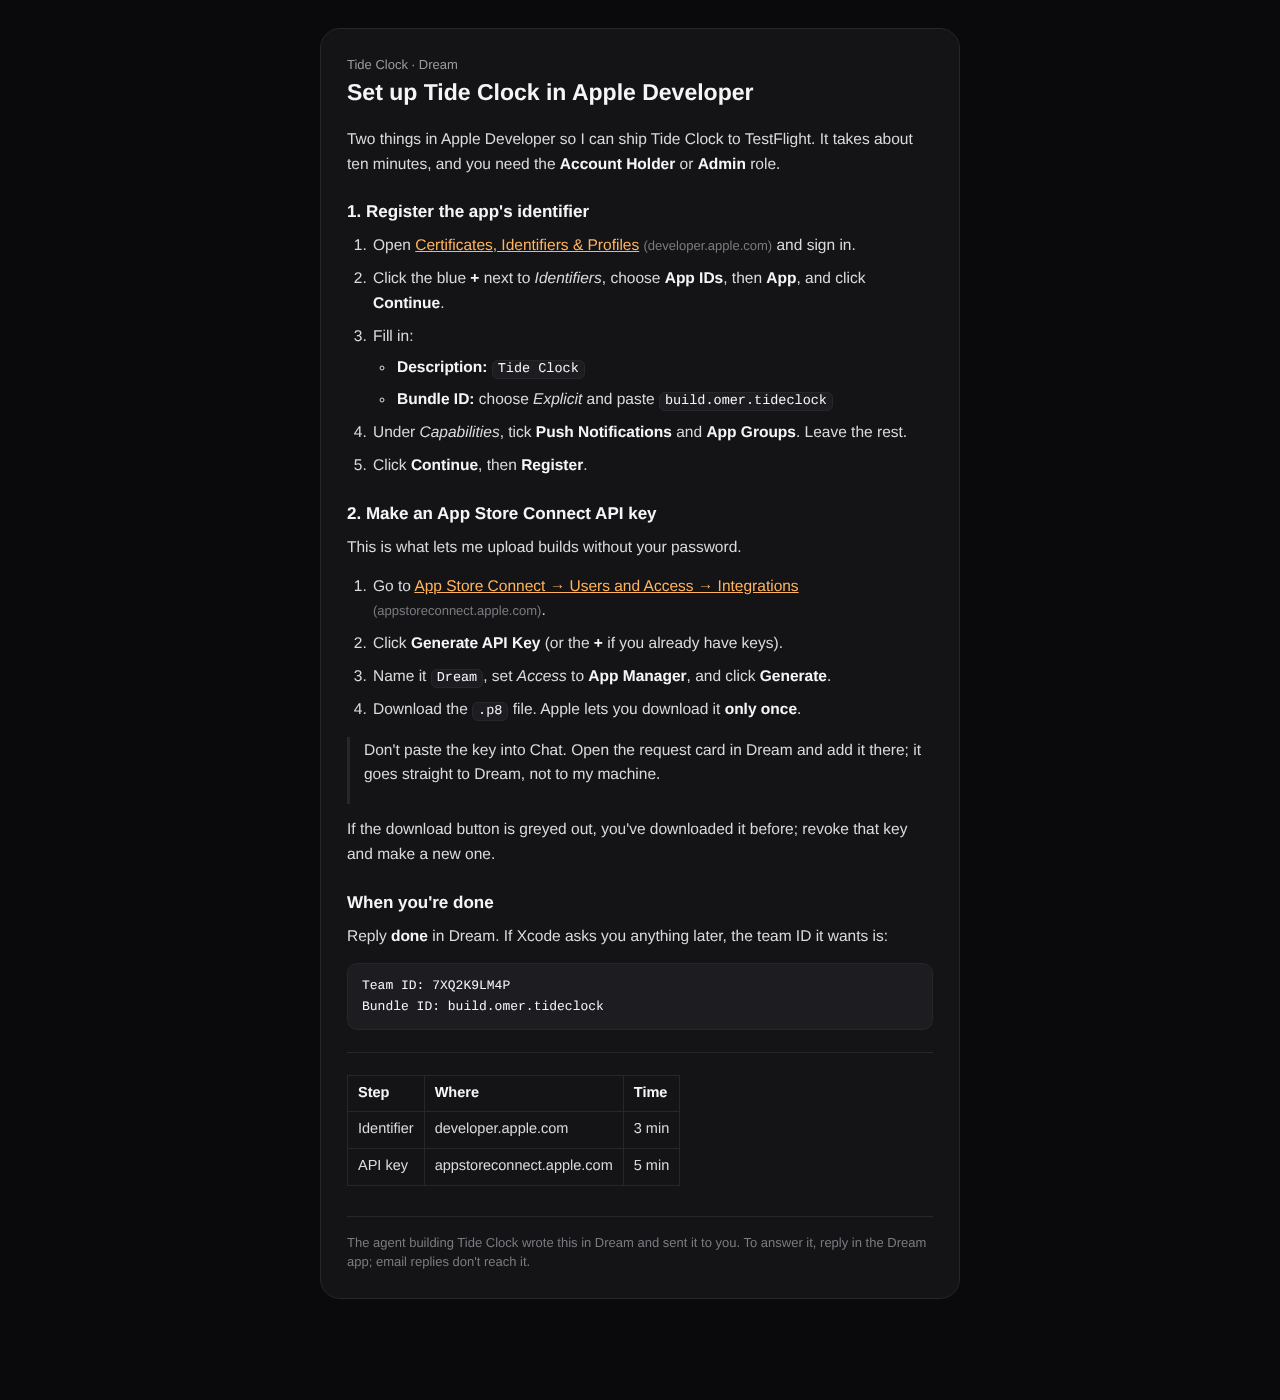 Tide Clock · Dream
Set up Tide Clock in Apple Developer
Two things in Apple Developer so I can ship Tide Clock to TestFlight. It takes about
ten minutes, and you need the Account Holder or Admin role.
1. Register the app's identifier
1. Open Certificates, Identifiers & Profiles (developer.apple.com) and sign in.
2. Click the blue + next to Identifiers, choose App IDs, then App, and click
Continue.
3. Fill in:
◦ Description: Tide Clock
◦ Bundle ID: choose Explicit and paste build.omer.tideclock
4. Under Capabilities, tick Push Notifications and App Groups. Leave the rest.
5. Click Continue, then Register.
2. Make an App Store Connect API key
This is what lets me upload builds without your password.
1. Go to App Store Connect → Users and Access → Integrations
(appstoreconnect.apple.com).
2. Click Generate API Key (or the + if you already have keys).
3. Name it Dream, set Access to App Manager, and click Generate.
4. Download the .p8 file. Apple lets you download it only once.
Don't paste the key into Chat. Open the request card in Dream and add it there; it
goes straight to Dream, not to my machine.
If the download button is greyed out, you've downloaded it before; revoke that key
and make a new one.
When you're done
Reply done in Dream. If Xcode asks you anything later, the team ID it wants is:
Team ID: 7XQ2K9LM4P
Bundle ID: build.omer.tideclock
Step Where Time
Identifier developer.apple.com 3 min
API key appstoreconnect.apple.com 5 min
The agent building Tide Clock wrote this in Dream and sent it to you. To answer it, reply in the Dream
app; email replies don't reach it.